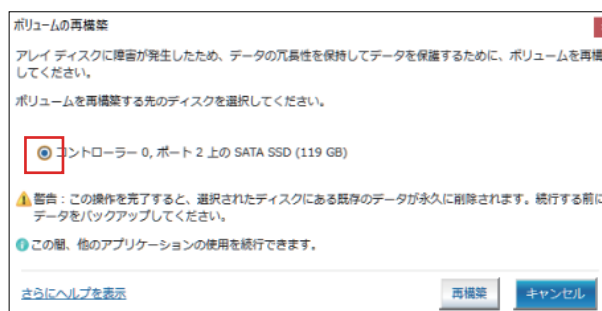 ボリュームの再構築
アレイ ディスクに障害が発生したため、データの冗長性を保持してデータを保護するために、ボリュームを再構
してください。
ボリュームを再構築する先のディスクを選択してください。
コントローラー 0, ポート 2 上の SATA SSD (119 GB)
警告：この操作を完了すると、選択されたディスクにある既存のデータが永久に削除されます。続行する前に
データをバックアップしてください。
この間、他のアプリケーションの使用を続行できます。
さらにヘルプを表示
再構築
キャンセル